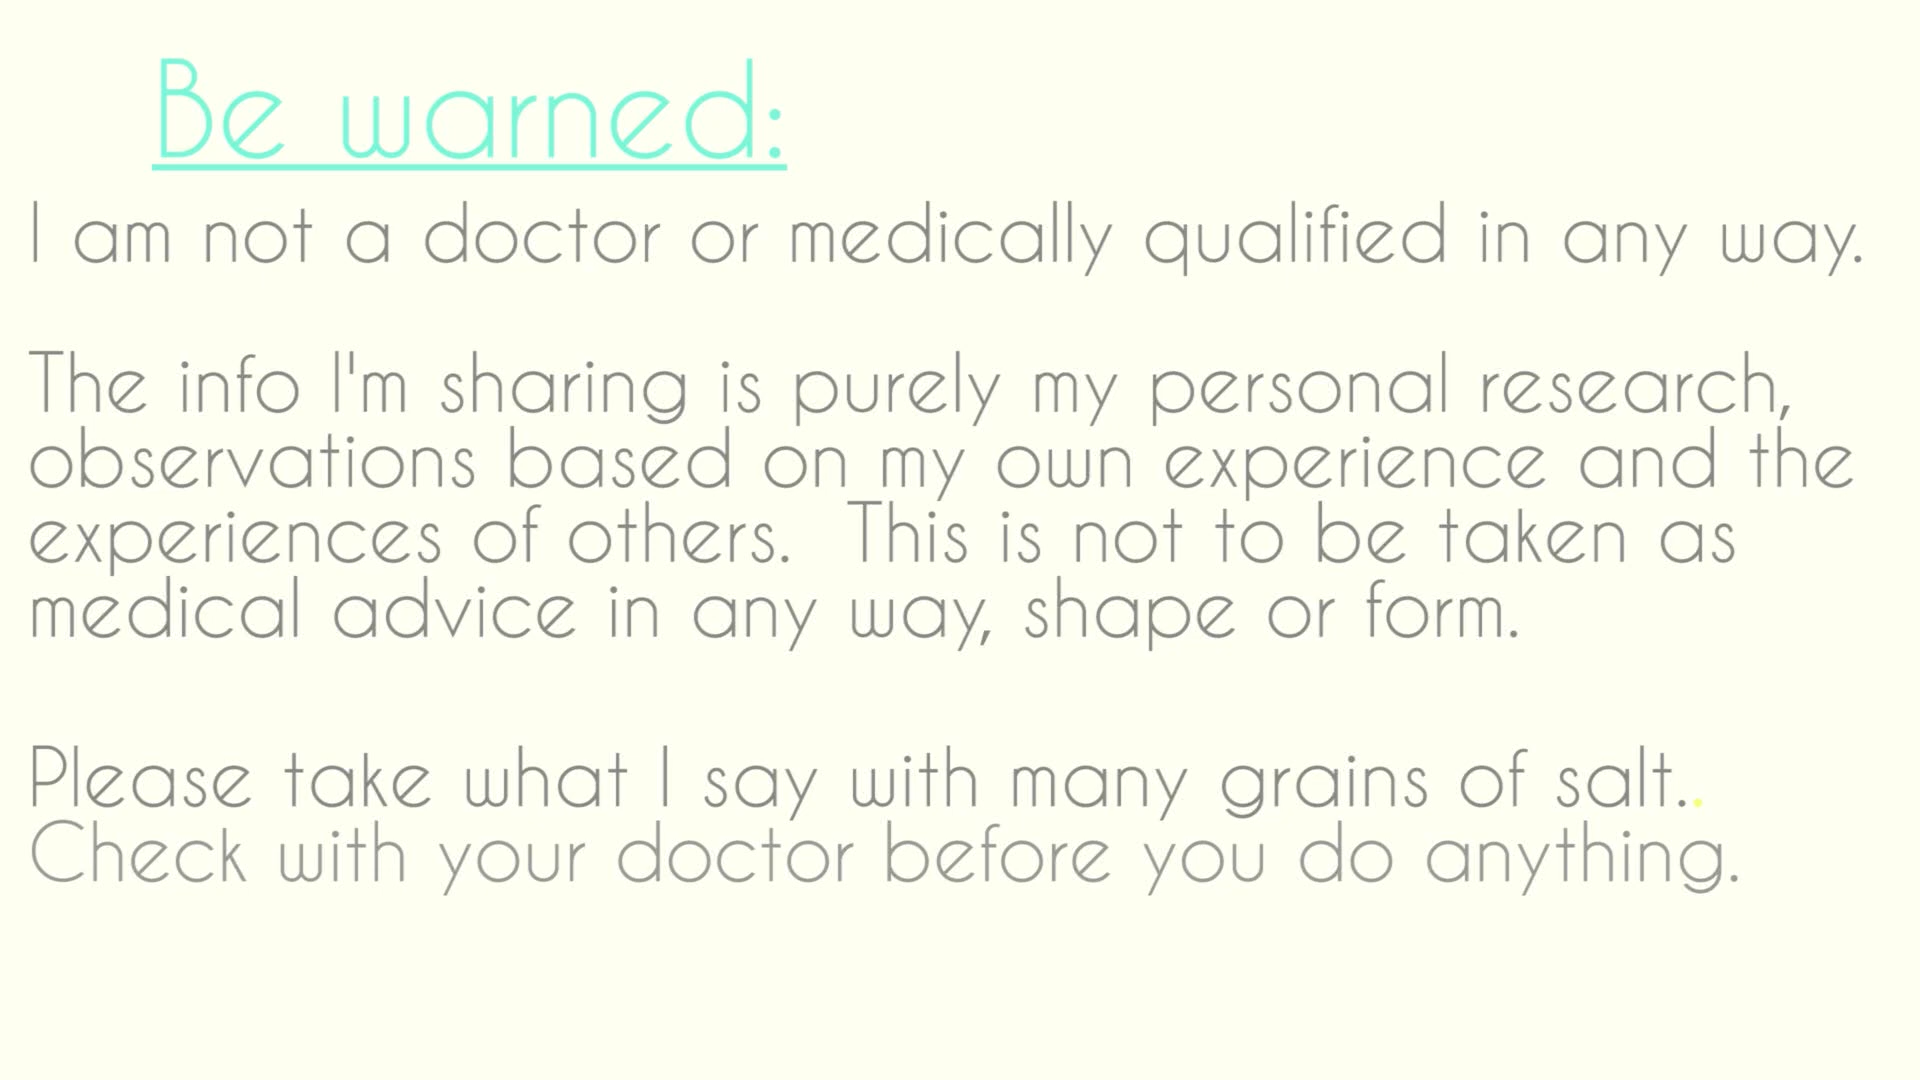 Be warned:
I am not a doctor or medically qualified in any way.
The info I'm sharing is purely my personal research,
observations based on my own experience and the
experiences of others.  This is not to be taken as
medical advice in any way, shape or form.
Please take what I say with many grains of salt..
Check with your doctor before you do anything.